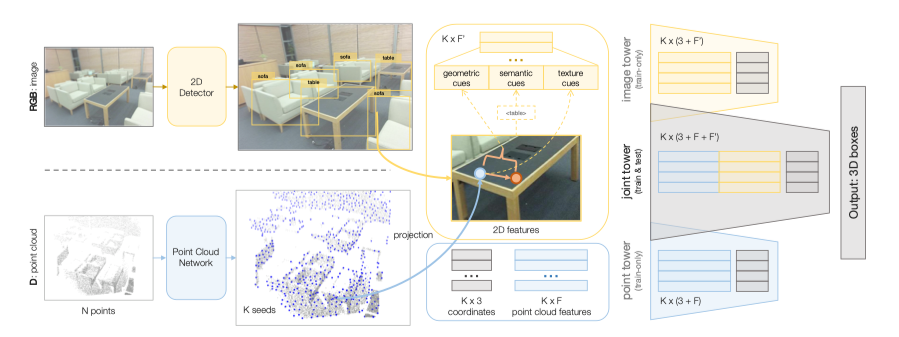 RGB: image
2D
Detector
sofa
table
sofa
sofa
table
sofa
K x F'
geometric
cues
semantic
cues
texture
cues
<table>
2D features
D: point cloud
N points
Point Cloud
Network
K seeds
projection
K x 3
coordinates
K x F
point cloud features
image tower
(train-only)
K x (3 + F')
joint tower
(train & test)
K x (3 + F + F')
point tower
(train-only)
K x (3 + F)
Output: 3D boxes